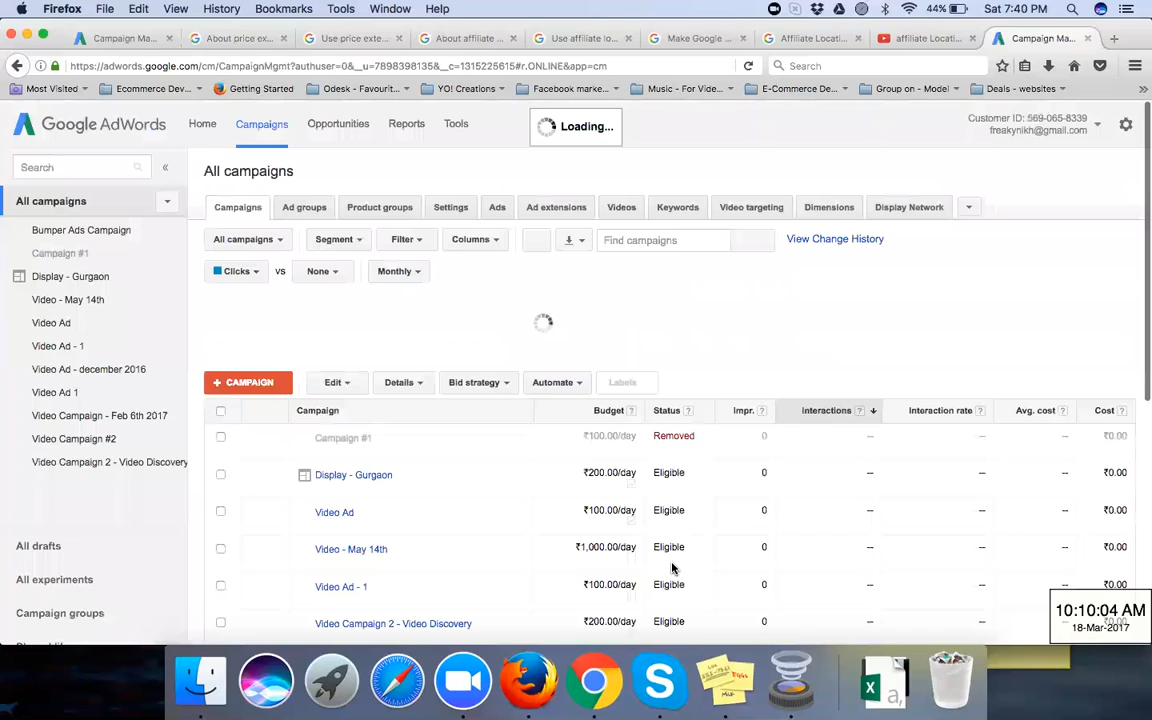 Firefox File Edit View History Bookmarks Tools Window Help 44% Sat 7:40 PM
Campaign Ma... About price ex... Use price exte... About affiliate ... Use affiliate lo... Make Google ... Affiliate Locati... affiliate Locati... Campaign Ma...
https://adwords.google.com/cm/CampaignMgmt?authuser=0&__u=7898398135&__c=1315225615#r.ONLINE&app=cm Search
Most Visited Ecommerce Dev... Getting Started Odesk - Favourit... YO! Creations Facebook marke... Music - For Vide... E-Commerce De... Group on - Model Deals - websites
Google AdWords Home Campaigns Opportunities Reports Tools Loading... Customer ID: 569-065-8339
freakynikh@gmail.com
Search
All campaigns
All campaigns
Bumper Ads Campaign
Campaign #1
Display - Gurgaon
Video - May 14th
Video Ad
Video Ad - 1
Video Ad - december 2016
Video Ad 1
Video Campaign - Feb 6th 2017
Video Campaign #2
Video Campaign 2 - Video Discovery
All drafts
All experiments
Campaign groups
Campaigns Ad groups Product groups Settings Ads Ad extensions Videos Keywords Video targeting Dimensions Display Network
All campaigns Segment Filter Columns Find campaigns View Change History
Clicks vs None Monthly
+ CAMPAIGN Edit Details Bid strategy Automate Labels
Campaign Budget ? Status ? Impr. ? Interactions ? Interaction rate ? Avg. cost ? Cost ?
Campaign #1 ₹100.00/day Removed 0 -- -- -- ₹0.00
Display - Gurgaon ₹200.00/day Eligible 0 -- -- -- ₹0.00
Video Ad ₹100.00/day Eligible 0 -- -- -- ₹0.00
Video - May 14th ₹1,000.00/day Eligible 0 -- -- -- ₹0.00
Video Ad - 1 ₹100.00/day Eligible 0 -- -- -- ₹0.00
Video Campaign 2 - Video Discovery ₹200.00/day Eligible 0 -- --
10:10:04 AM
18-Mar-2017